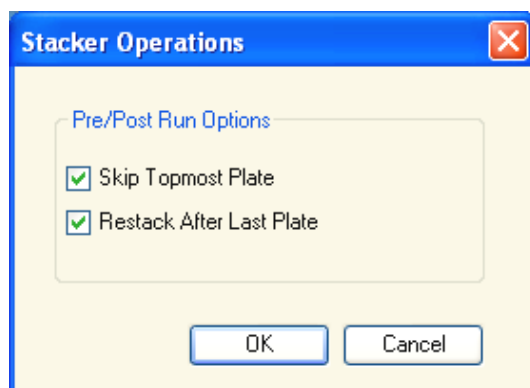 Stacker Operations
Pre/Post Run Options
Skip Topmost Plate
Restack After Last Plate
OK Cancel